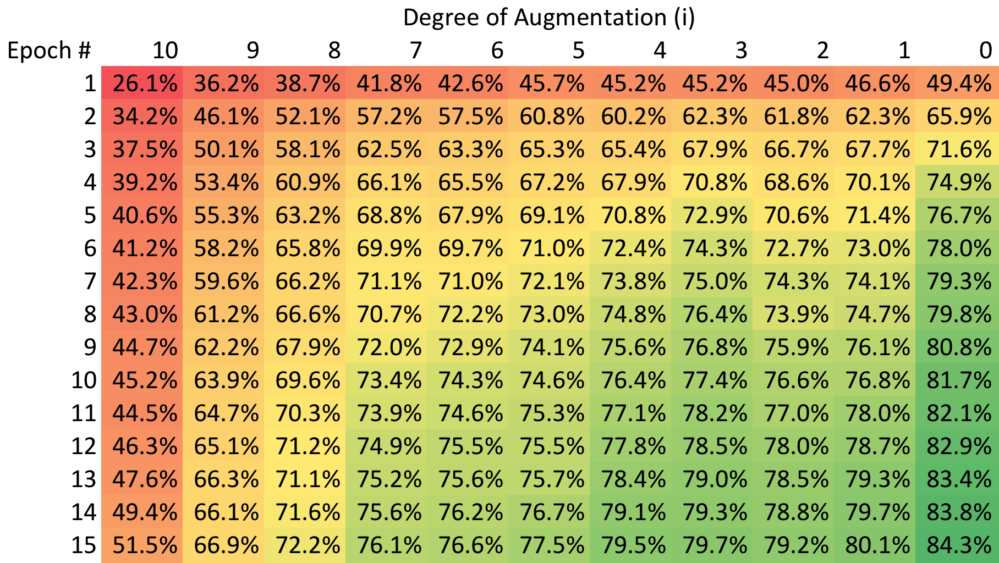 Degree of Augmentation (i)
Epoch # 10 9 8 7 6 5 4 3 2 1 0
1 26.1% 36.2% 38.7% 41.8% 42.6% 45.7% 45.2% 45.2% 45.0% 46.6% 49.4%
2 34.2% 46.1% 52.1% 57.2% 57.5% 60.8% 60.2% 62.3% 61.8% 62.3% 65.9%
3 37.5% 50.1% 58.1% 62.5% 63.3% 65.3% 65.4% 67.9% 66.7% 67.7% 71.6%
4 39.2% 53.4% 60.9% 66.1% 65.5% 67.2% 67.9% 70.8% 68.6% 70.1% 74.9%
5 40.6% 55.3% 63.2% 68.8% 67.9% 69.1% 70.8% 72.9% 70.6% 71.4% 76.7%
6 41.2% 58.2% 65.8% 69.9% 69.7% 71.0% 72.4% 74.3% 72.7% 73.0% 78.0%
7 42.3% 59.6% 66.2% 71.1% 71.0% 72.1% 73.8% 75.0% 74.3% 74.1% 79.3%
8 43.0% 61.2% 66.6% 70.7% 72.2% 73.0% 74.8% 76.4% 73.9% 74.7% 79.8%
9 44.7% 62.2% 67.9% 72.0% 72.9% 74.1% 75.6% 76.8% 75.9% 76.1% 80.8%
10 45.2% 63.9% 69.6% 73.4% 74.3% 74.6% 76.4% 77.4% 76.6% 76.8% 81.7%
11 44.5% 64.7% 70.3% 73.9% 74.6% 75.3% 77.1% 78.2% 77.0% 78.0% 82.1%
12 46.3% 65.1% 71.2% 74.9% 75.5% 75.5% 77.8% 78.5% 78.0% 78.7% 82.9%
13 47.6% 66.3% 71.1% 75.2% 75.6% 75.7% 78.4% 79.0% 78.5% 79.3% 83.4%
14 49.4% 66.1% 71.6% 75.6% 76.2% 76.7% 79.1% 79.3% 78.8% 79.7% 83.8%
15 51.5% 66.9% 72.2% 76.1% 76.6% 77.5% 79.5% 79.7% 79.2% 80.1% 84.3%